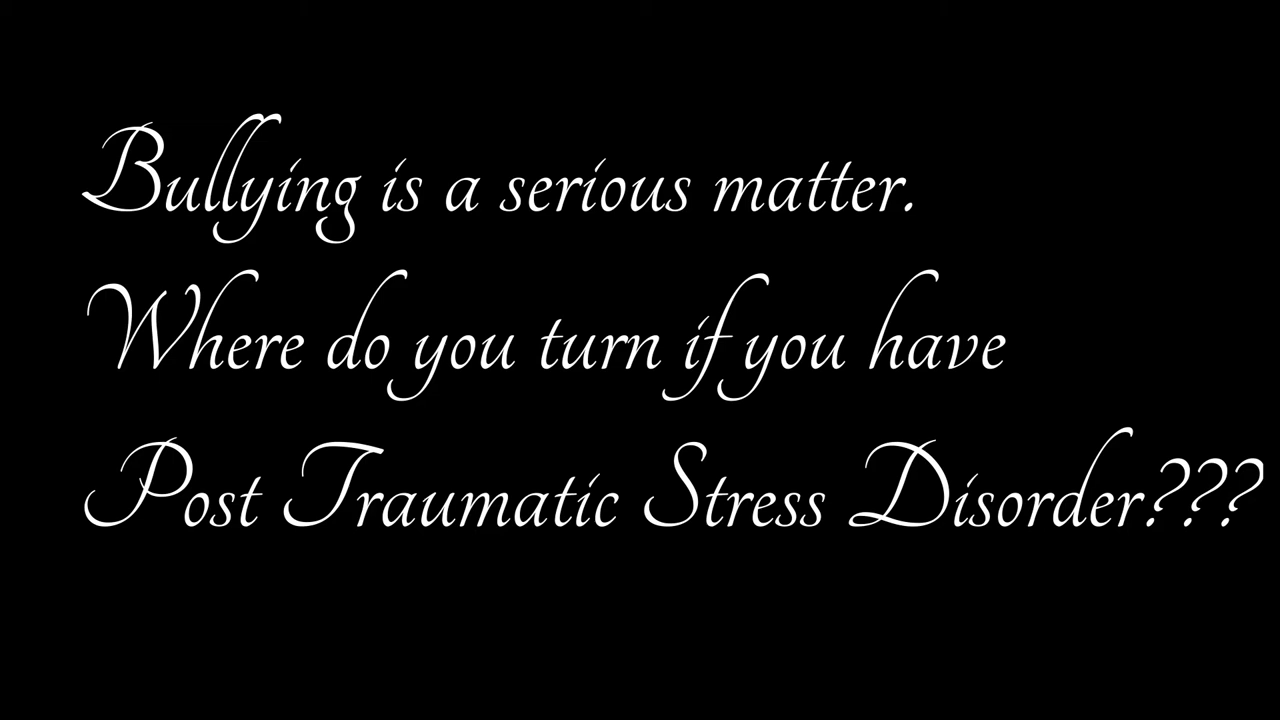 Bullying is a serious matter.
Where do you turn if you have
Post Traumatic Stress Disorder???